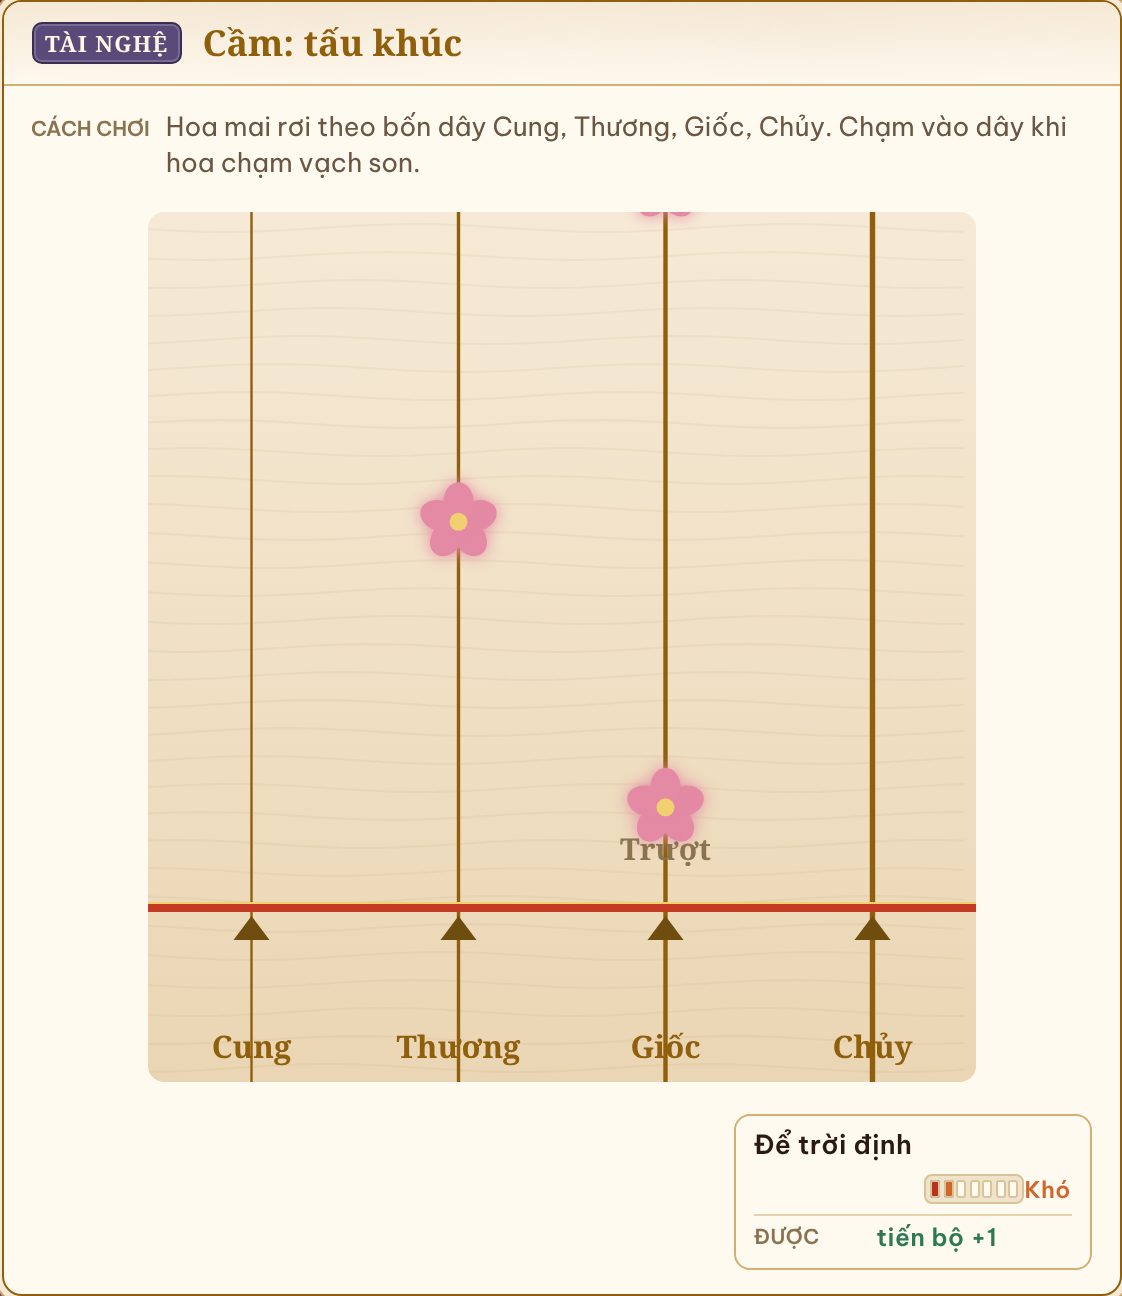 TÀI NGHỆ Cầm: tấu khúc
CÁCH CHƠI Hoa mai rơi theo bốn dây Cung, Thương, Giốc, Chủy. Chạm vào dây khi
hoa chạm vạch son.
Trượt
Cung Thương Giốc Chủy
Để trời định
Khó
ĐƯỢC tiến bộ +1